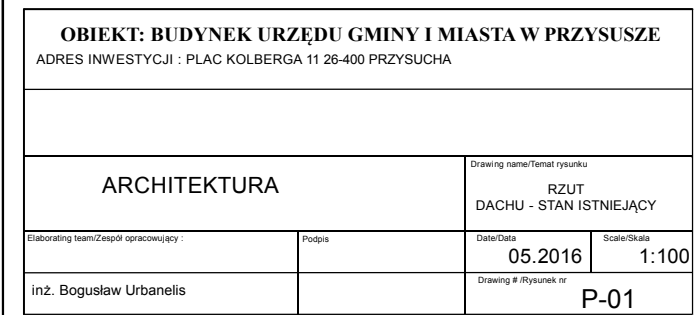 OBIEKT: BUDYNEK URZĘDU GMINY I MIASTA W PRZYSUSZE
ADRES INWESTYCJI : PLAC KOLBERGA 11 26-400 PRZYSUCHA
ARCHITEKTURA
Drawing name/Temat rysunku
RZUT
DACHU - STAN ISTNIEJĄCY
Elaborating team/Zespół opracowujący :
Podpis
Date/Data
05.2016
Scale/Skala
1:100
inż. Bogusław Urbanelis
Drawing # /Rysunek nr
P-01